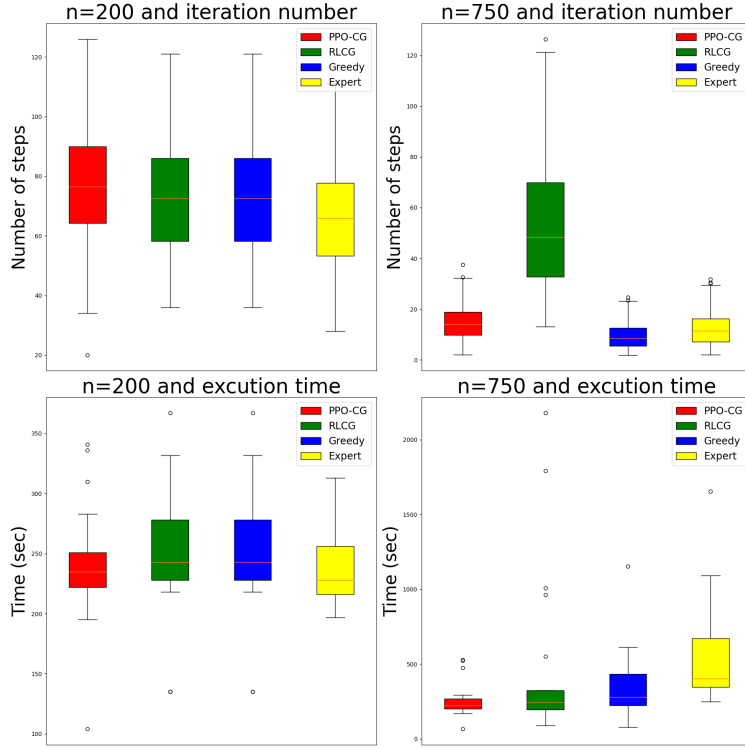 n=200 and iteration number
n=750 and iteration number
Number of steps
120
100
80
60
40
20
PPO-CG
RLCG
Greedy
Expert
Number of steps
120
100
80
60
40
20
0
PPO-CG
RLCG
Greedy
Expert
n=200 and excution time
n=750 and excution time
Time (sec)
350
300
250
200
150
100
PPO-CG
RLCG
Greedy
Expert
Time (sec)
2000
1500
1000
500
0
PPO-CG
RLCG
Greedy
Expert